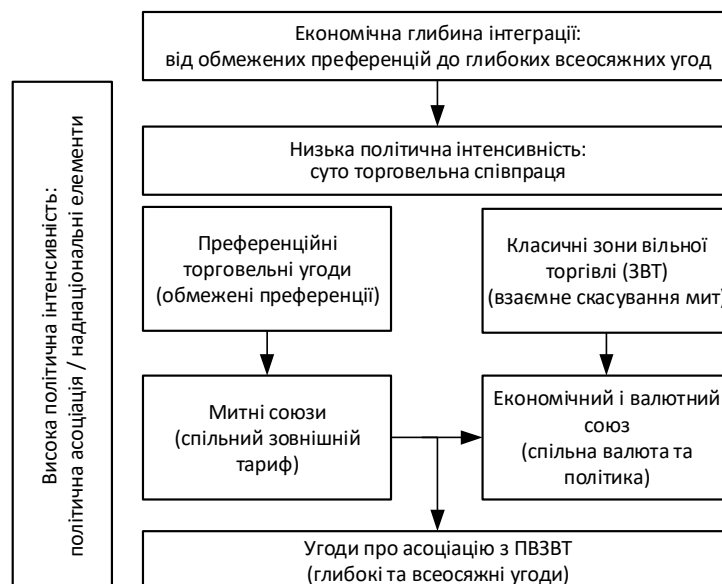 Економічна глибина інтеграції:
від обмежених преференцій до глибоких всеосяжних угод
Висока політична інтенсивність:
політична асоціація / наднаціональні елементи
Низька політична інтенсивність:
суто торговельна співпраця
Преференційні
торговельні угоди
(обмежені преференції)
Класичні зони вільної
торгівлі (ЗВТ)
(взаємне скасування мит)
Митні союзи
(спільний зовнішній
тариф)
Економічний і валютний
союз
(спільна валюта та
політика)
Угоди про асоціацію з ПВЗВТ
(глибокі та всеосяжні угоди)